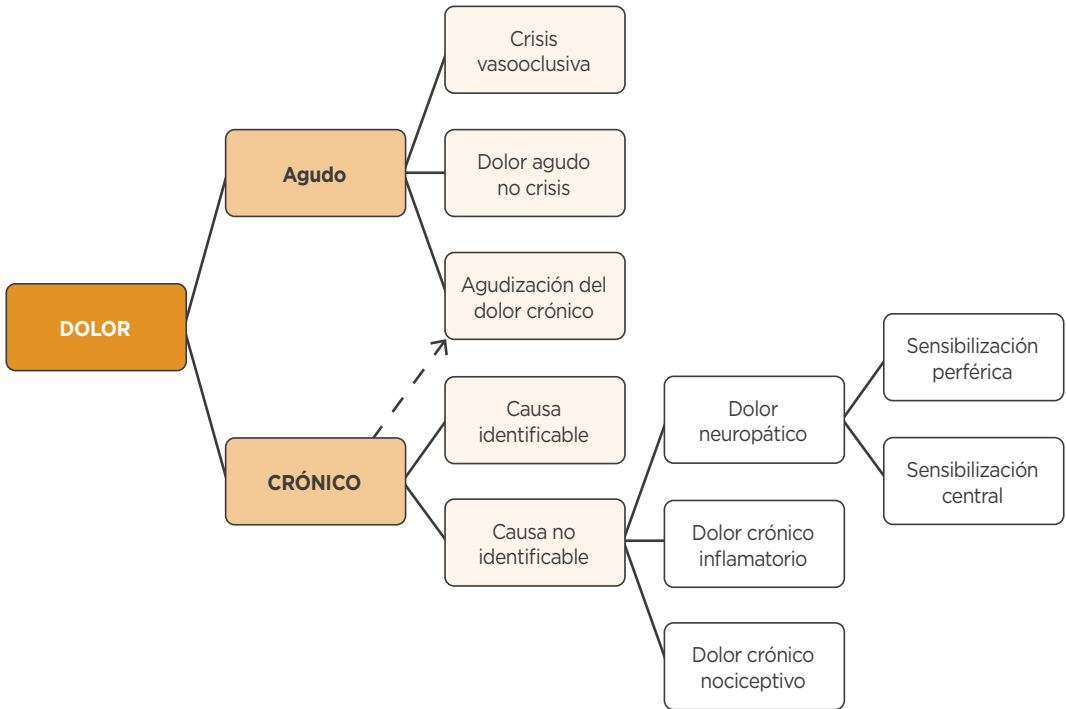 Crisis
vasooclusiva
Agudo
Dolor agudo
no crisis
Agudización del
dolor crónico
DOLOR
Sensibilización
perférica
Causa
identificable
Dolor
neuropático
CRÓNICO
Sensibilización
central
Causa no
identificable
Dolor crónico
inflamatorio
Dolor crónico
nociceptivo